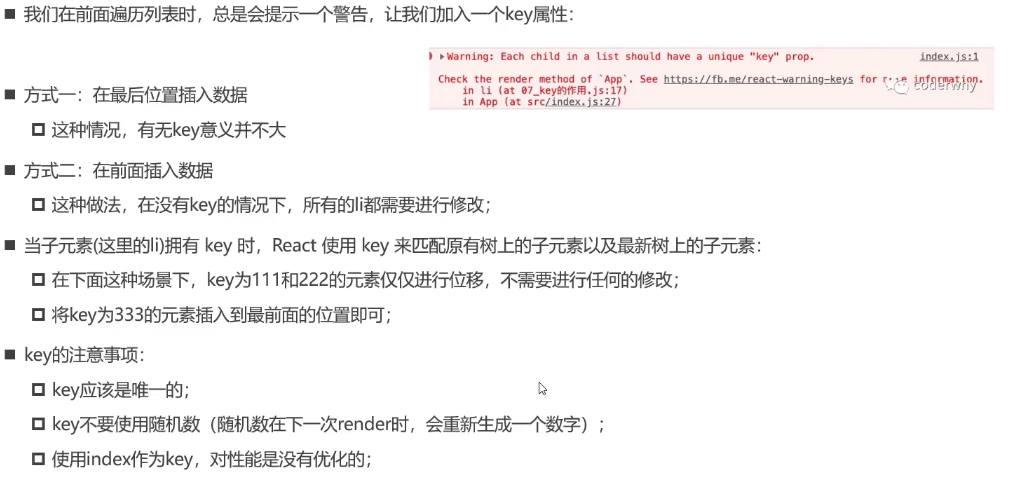 我们在前面遍历列表时，总是会提示一个警告，让我们加入一个key属性：
Warning: Each child in a list should have a unique "key" prop.
index.js:1
Check the render method of `App`. See https://fb.me/react-warning-keys for more information.
in li (at 07_key的作用.js:17)
in App (at src/index.js:27)
coderwhy
方式一：在最后位置插入数据
这种情况，有无key意义并不大
方式二：在前面插入数据
这种做法，在没有key的情况下，所有的li都需要进行修改；
当子元素(这里的li)拥有 key 时，React 使用 key 来匹配原有树上的子元素以及最新树上的子元素：
在下面这种场景下，key为111和222的元素仅仅进行位移，不需要进行任何的修改；
将key为333的元素插入到最前面的位置即可；
key的注意事项：
key应该是唯一的；
key不要使用随机数（随机数在下一次render时，会重新生成一个数字）；
使用index作为key，对性能是没有优化的；